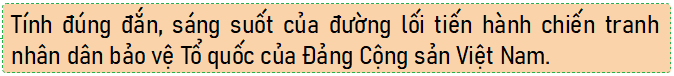 Tính đúng đắn, sáng suốt của đường lối tiến hành chiến tranh
nhân dân bảo vệ Tổ quốc của Đảng Cộng sản Việt Nam.